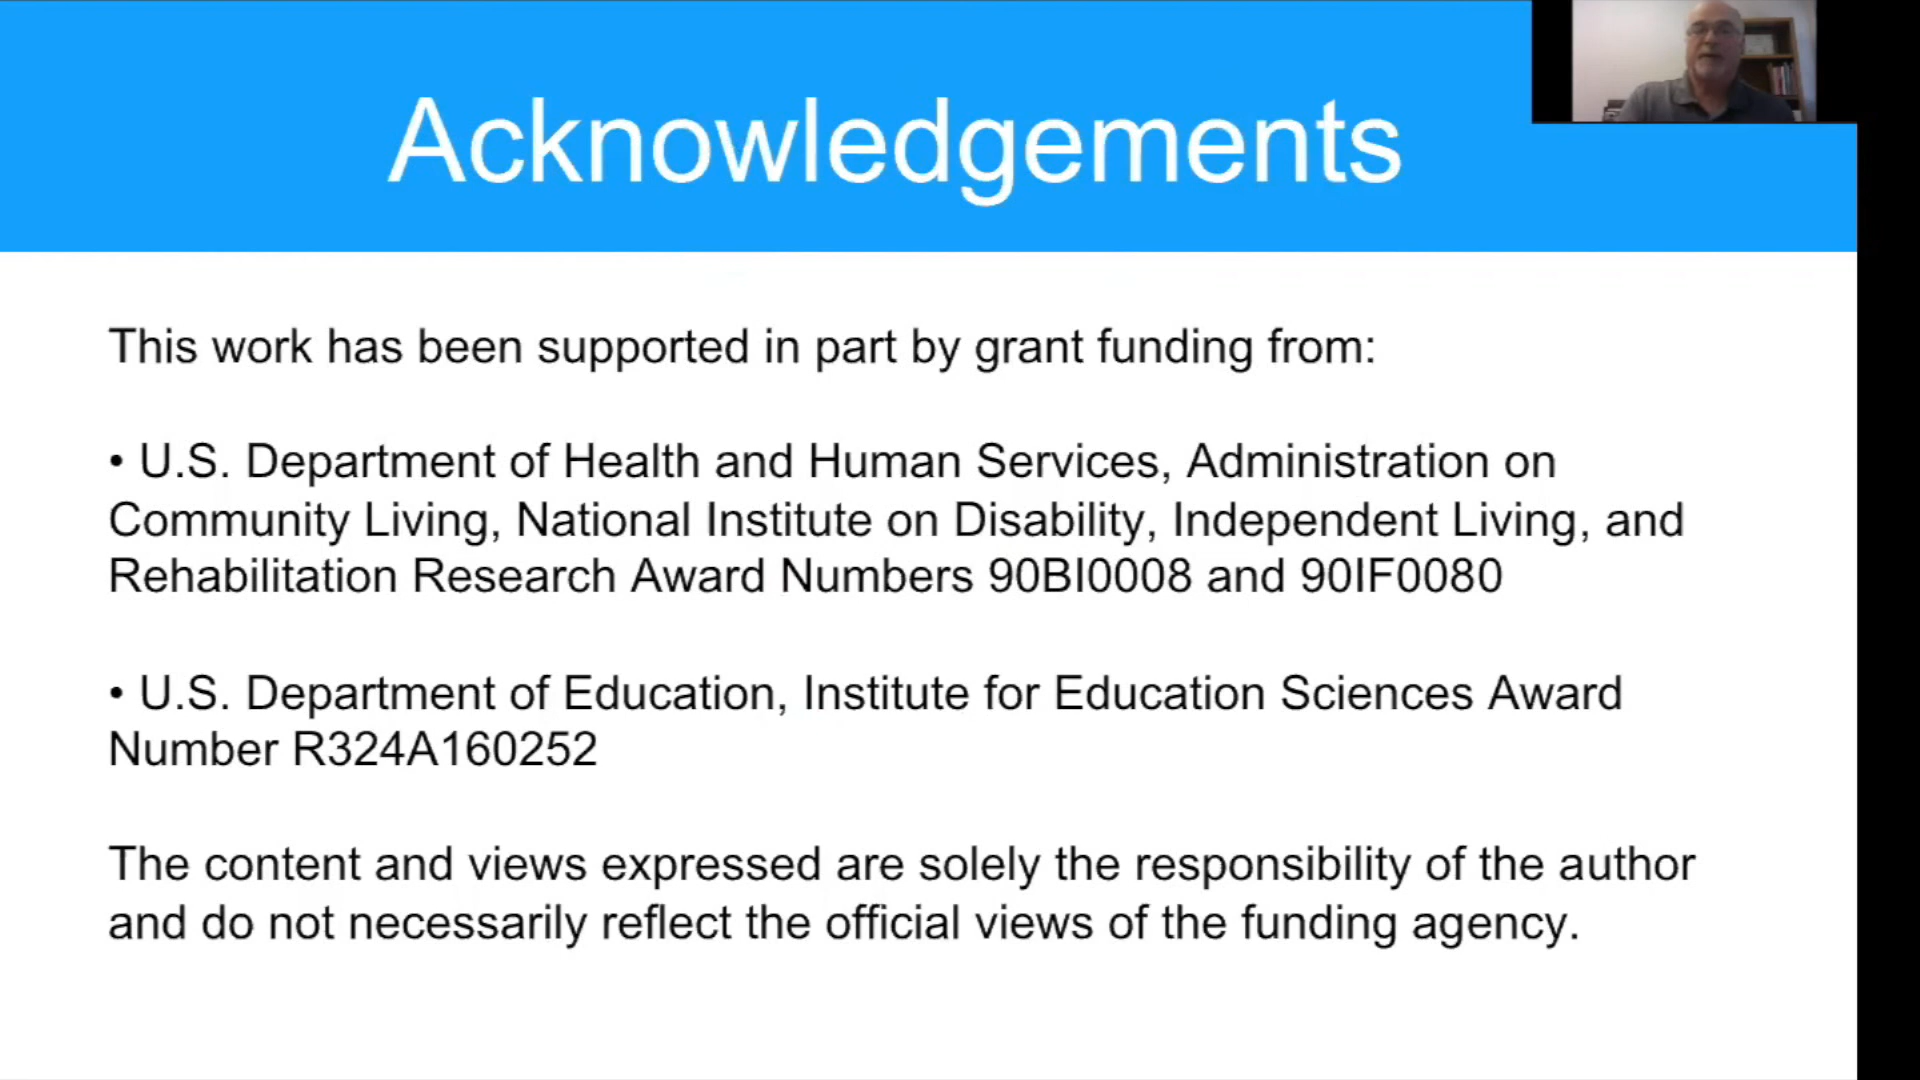 Acknowledgements
This work has been supported in part by grant funding from:
• U.S. Department of Health and Human Services, Administration on
Community Living, National Institute on Disability, Independent Living, and
Rehabilitation Research Award Numbers 90BI0008 and 90IF0080
• U.S. Department of Education, Institute for Education Sciences Award
Number R324A160252
The content and views expressed are solely the responsibility of the author
and do not necessarily reflect the official views of the funding agency.